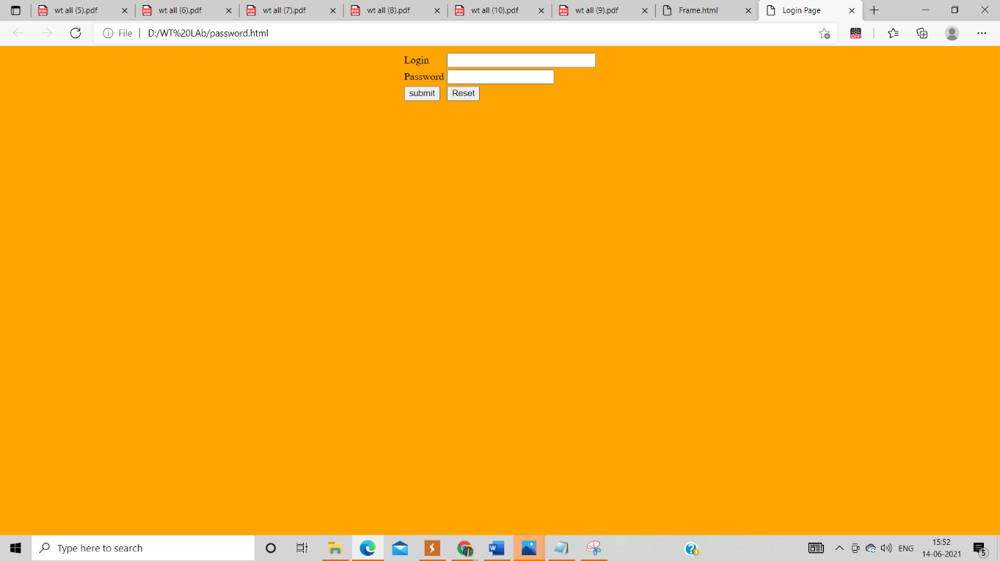 wt all (5).pdf wt all (6).pdf wt all (7).pdf wt all (8).pdf wt all (10).pdf wt all (9).pdf Frame.html Login Page
File D:/WT%20LAb/password.html OFF
Login
Password
submit Reset
Type here to search ENG 15:52
14-06-2021 5